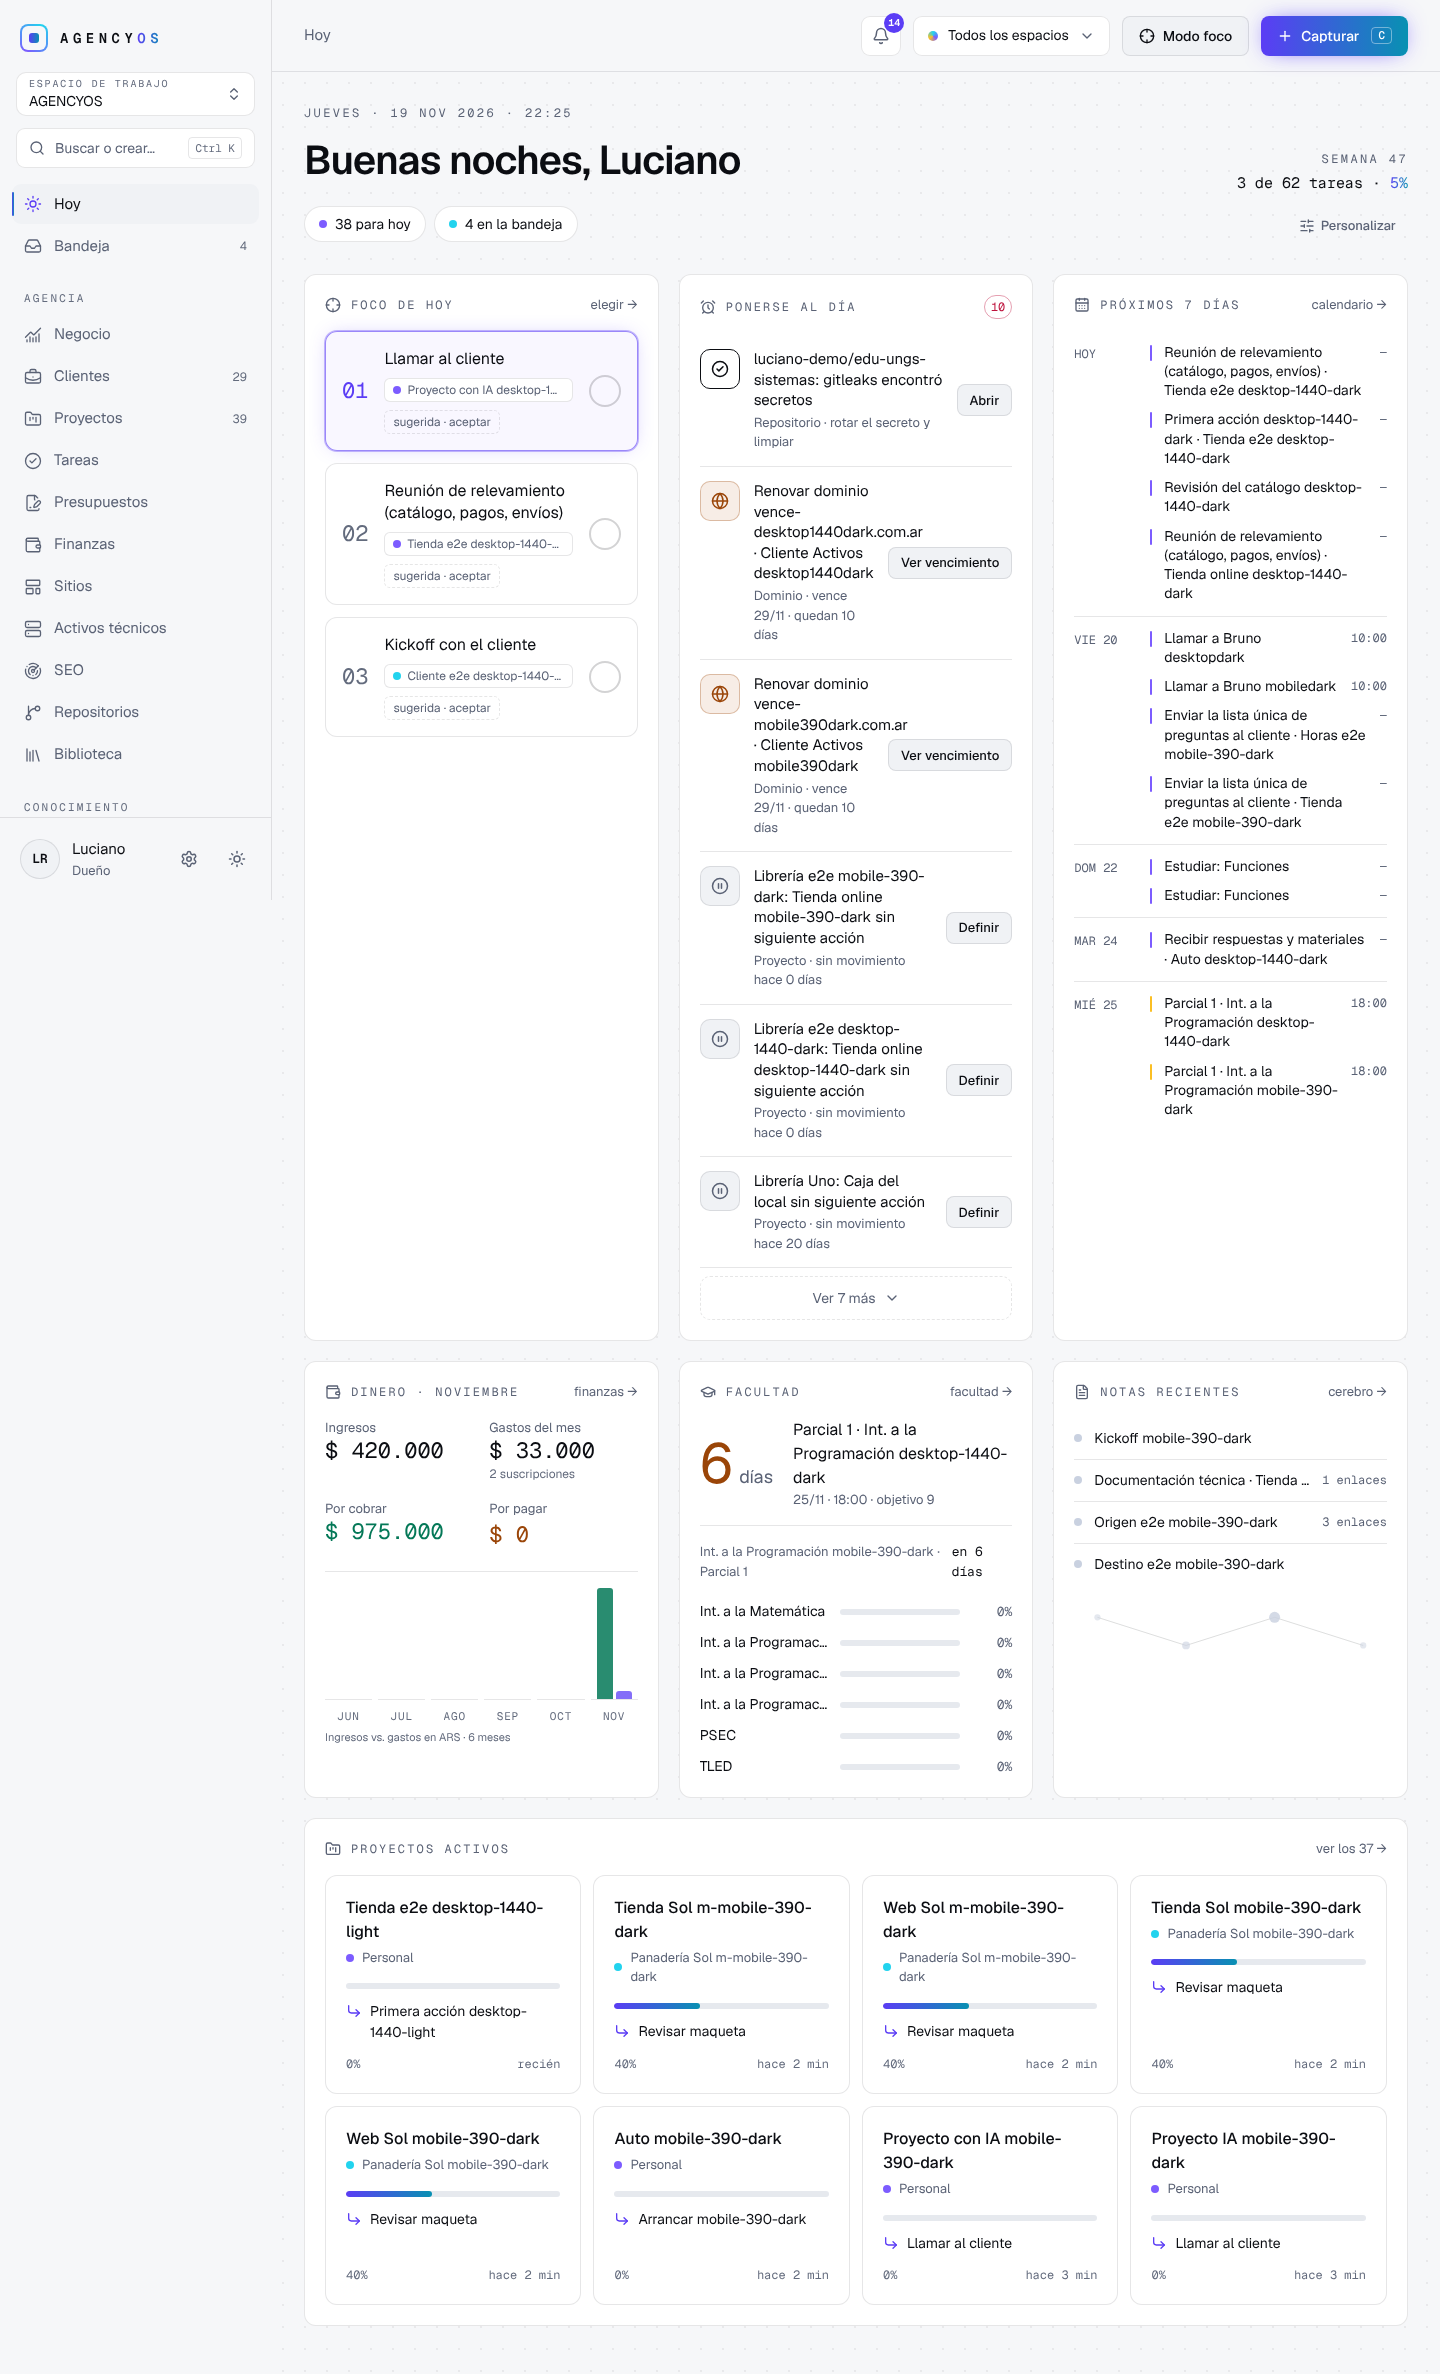 AGENCYOS
ESPACIO DE TRABAJO
AGENCYOS
Buscar o crear...
Ctrl K
Hoy
Bandeja
4
AGENCIA
Negocio
Clientes
29
Proyectos
39
Tareas
Presupuestos
Finanzas
Sitios
Activos técnicos
SEO
Repositorios
Biblioteca
CONOCIMIENTO
LR
Luciano
Dueño
Hoy
14
Todos los espacios
Modo foco
Capturar
C
JUEVES · 19 NOV 2026 · 22:25
Buenas noches, Luciano
SEMANA 47
3 de 62 tareas · 5%
38 para hoy
4 en la bandeja
Personalizar
FOCO DE HOY
elegir →
01
Llamar al cliente
Proyecto con IA desktop-1...
sugerida · aceptar
02
Reunión de relevamiento
(catálogo, pagos, envíos)
Tienda e2e desktop-1440-...
sugerida · aceptar
03
Kickoff con el cliente
Cliente e2e desktop-1440-...
sugerida · aceptar
PONERSE AL DÍA
10
luciano-demo/edu-ungs-
sistemas: gitleaks encontró
secretos
Repositorio · rotar el secreto y
limpiar
Abrir
Renovar dominio
vence-
desktop1440dark.com.ar
· Cliente Activos
desktop1440dark
Dominio · vence
29/11 · quedan 10
días
Ver vencimiento
Renovar dominio
vence-
mobile390dark.com.ar
· Cliente Activos
mobile390dark
Dominio · vence
29/11 · quedan 10
días
Ver vencimiento
Librería e2e mobile-390-
dark: Tienda online
mobile-390-dark sin
siguiente acción
Proyecto · sin movimiento
hace 0 días
Definir
Librería e2e desktop-
1440-dark: Tienda online
desktop-1440-dark sin
siguiente acción
Proyecto · sin movimiento
hace 0 días
Definir
Librería Uno: Caja del
local sin siguiente acción
Proyecto · sin movimiento
hace 20 días
Definir
Ver 7 más
PRÓXIMOS 7 DÍAS
calendario →
HOY
Reunión de relevamiento
(catálogo, pagos, envíos) ·
Tienda e2e desktop-1440-dark
–
Primera acción desktop-1440-
dark · Tienda e2e desktop-
1440-dark
–
Revisión del catálogo desktop-
1440-dark
–
Reunión de relevamiento
(catálogo, pagos, envíos) ·
Tienda online desktop-1440-
dark
–
VIE 20
Llamar a Bruno
desktopdark
10:00
Llamar a Bruno mobiledark
10:00
Enviar la lista única de
preguntas al cliente · Horas e2e
mobile-390-dark
–
Enviar la lista única de
preguntas al cliente · Tienda
e2e mobile-390-dark
–
DOM 22
Estudiar: Funciones
–
Estudiar: Funciones
–
MAR 24
Recibir respuestas y materiales
· Auto desktop-1440-dark
–
MIÉ 25
Parcial 1 · Int. a la
Programación desktop-
1440-dark
18:00
Parcial 1 · Int. a la
Programación mobile-390-
dark
18:00
DINERO · NOVIEMBRE
finanzas →
Ingresos
$ 420.000
Gastos del mes
$ 33.000
2 suscripciones
Por cobrar
$ 975.000
Por pagar
$ 0
JUN
JUL
AGO
SEP
OCT
NOV
Ingresos vs. gastos en ARS · 6 meses
FACULTAD
facultad →
6 días
Parcial 1 · Int. a la
Programación desktop-1440-
dark
25/11 · 18:00 · objetivo 9
Int. a la Programación mobile-390-dark ·
Parcial 1
en 6
días
Int. a la Matemática
0%
Int. a la Programac...
0%
Int. a la Programac...
0%
Int. a la Programac...
0%
PSEC
0%
TLED
0%
NOTAS RECIENTES
cerebro →
Kickoff mobile-390-dark
Documentación técnica · Tienda ...
1 enlaces
Origen e2e mobile-390-dark
3 enlaces
Destino e2e mobile-390-dark
PROYECTOS ACTIVOS
ver los 37 →
Tienda e2e desktop-1440-
light
Personal
Primera acción desktop-
1440-light
0%
recién
Tienda Sol m-mobile-390-
dark
Panadería Sol m-mobile-390-
dark
Revisar maqueta
40%
hace 2 min
Web Sol m-mobile-390-
dark
Panadería Sol m-mobile-390-
dark
Revisar maqueta
40%
hace 2 min
Tienda Sol mobile-390-dark
Panadería Sol mobile-390-dark
Revisar maqueta
40%
hace 2 min
Web Sol mobile-390-dark
Panadería Sol mobile-390-dark
Revisar maqueta
40%
hace 2 min
Auto mobile-390-dark
Personal
Arrancar mobile-390-dark
0%
hace 2 min
Proyecto con IA mobile-
390-dark
Personal
Llamar al cliente
0%
hace 3 min
Proyecto IA mobile-390-
dark
Personal
Llamar al cliente
0%
hace 3 min